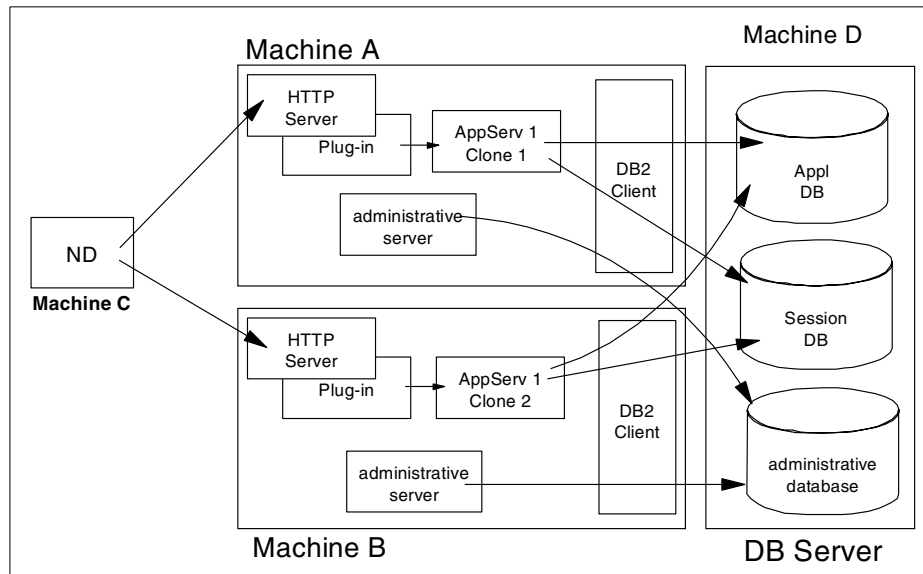 Machine A
HTTP
Server
Plug-in
AppServ 1
Clone 1
DB2
Client
administrative
server
ND
Machine C
HTTP
Server
Plug-in
AppServ 1
Clone 2
DB2
Client
administrative
server
Machine B
Machine D
Appl
DB
Session
DB
administrative
database
DB Server